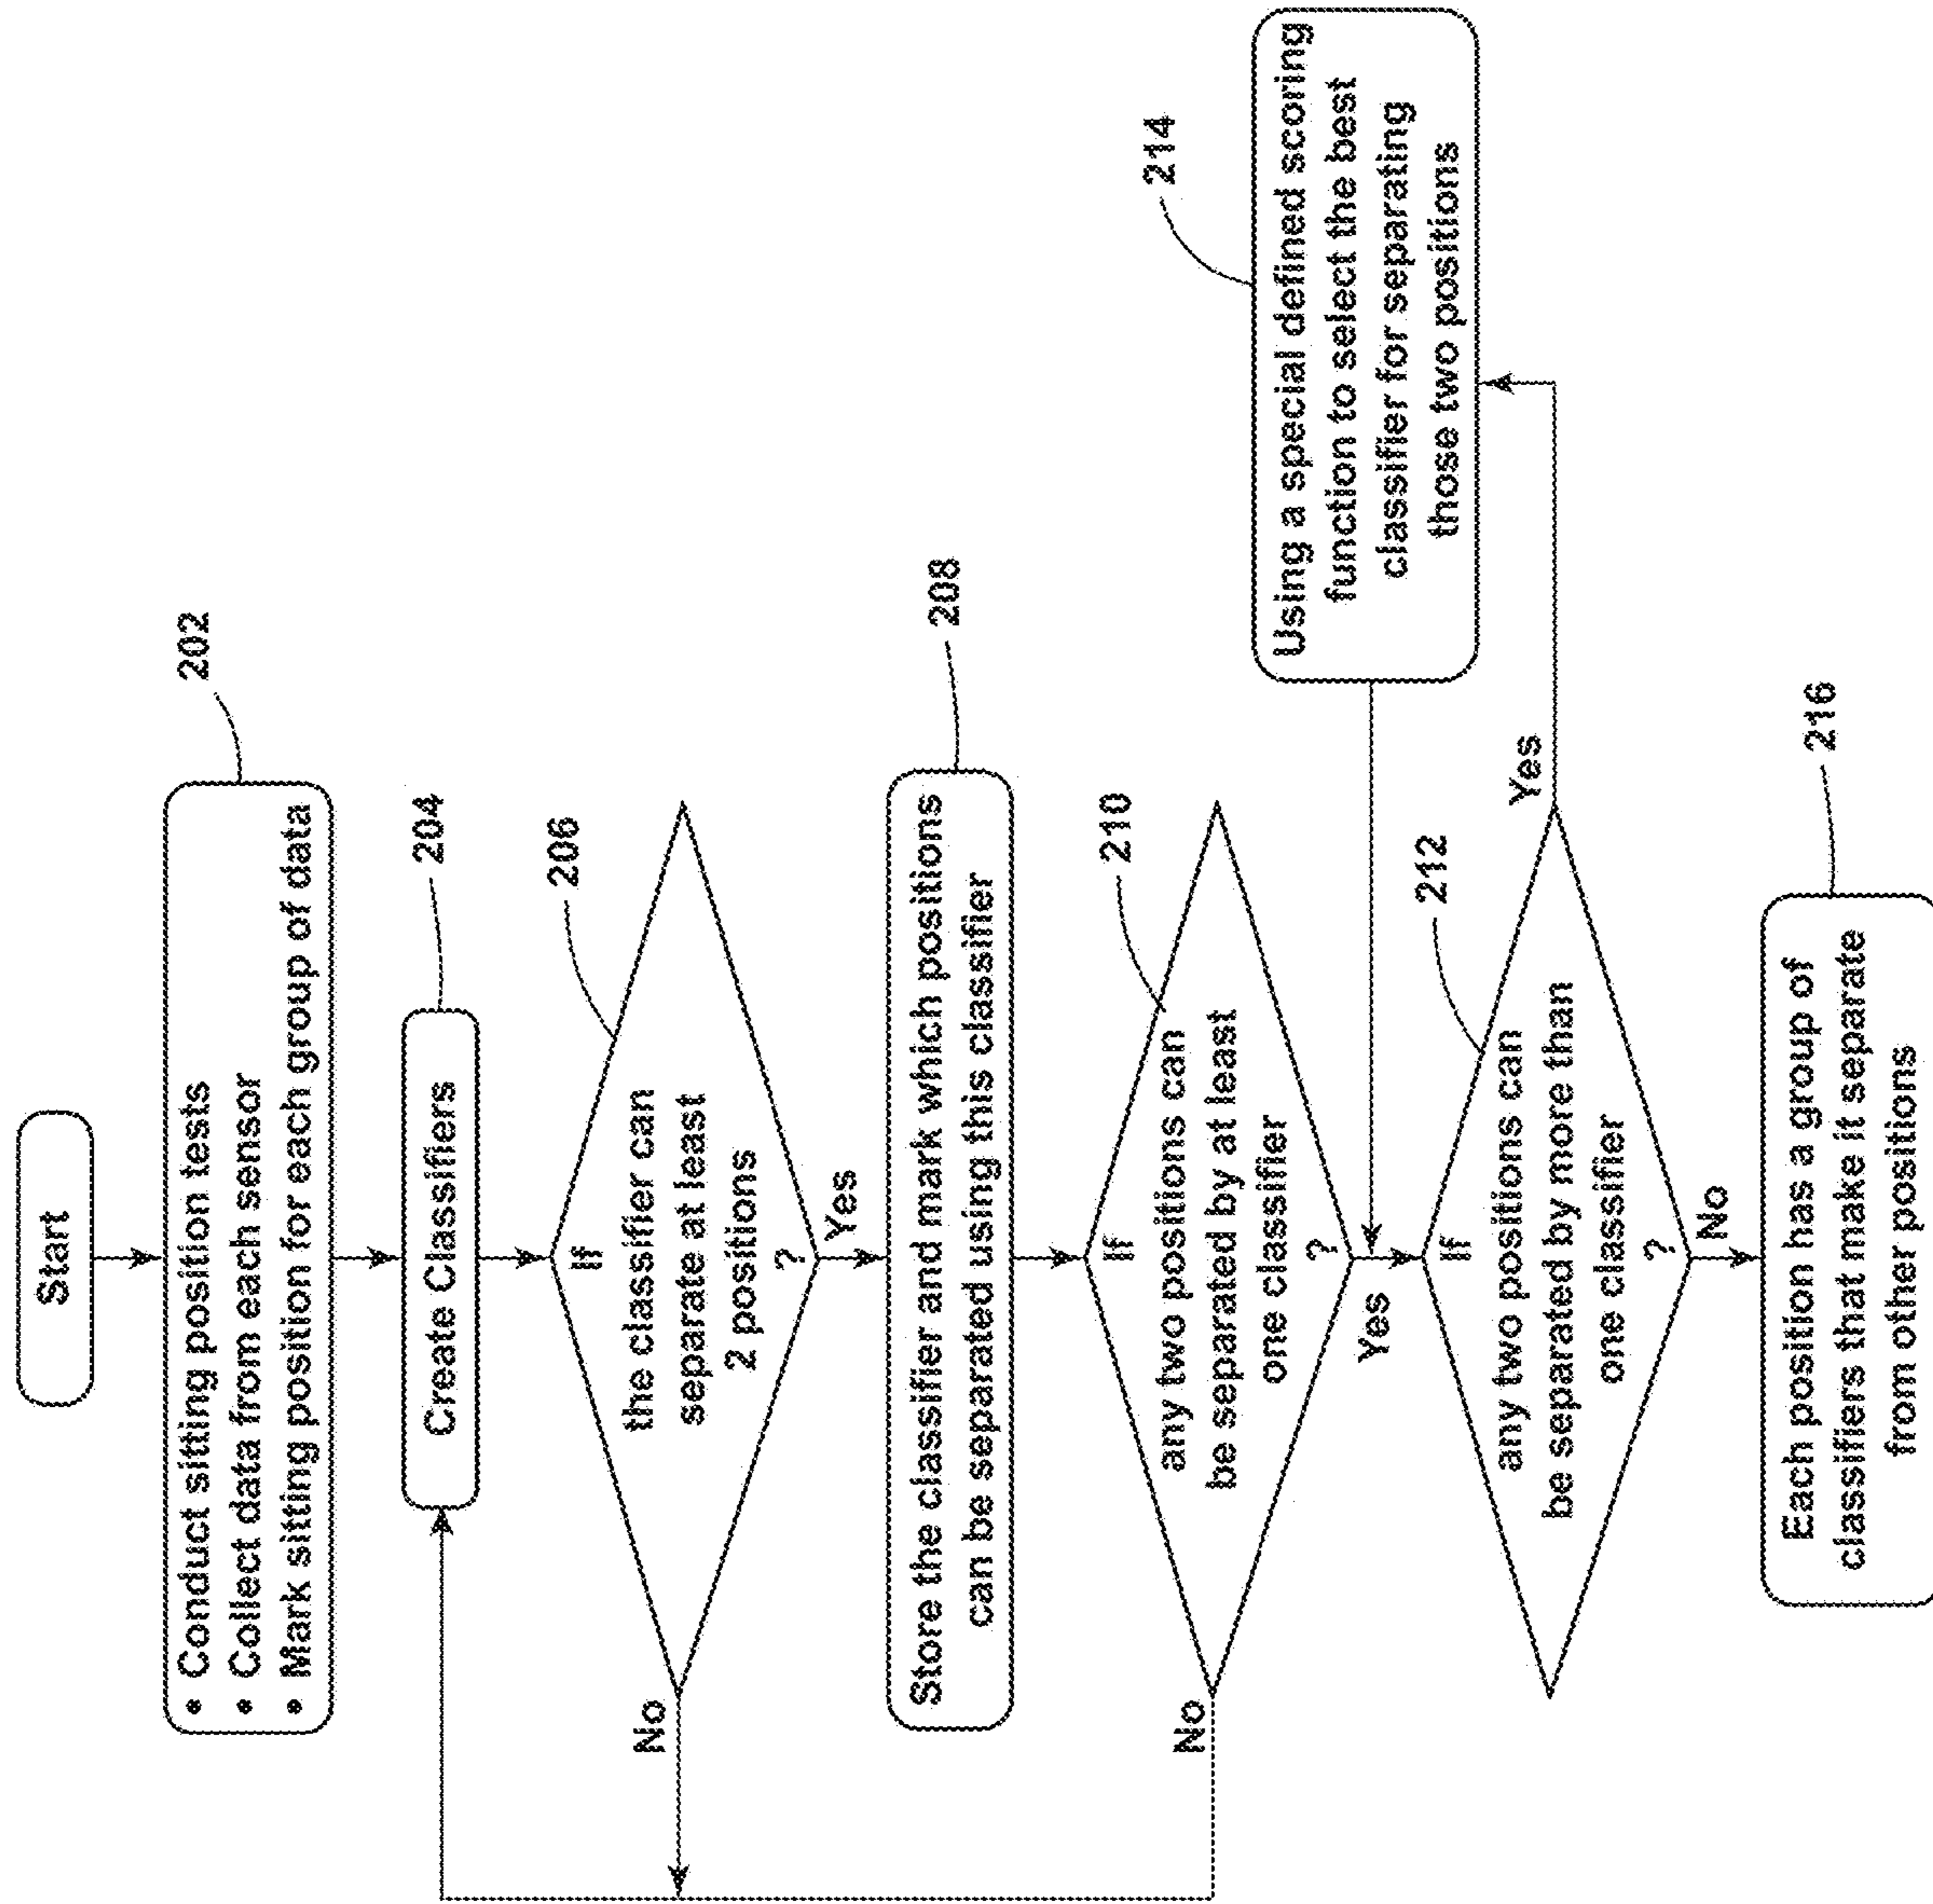 Start
202
• Conduct sitting position tests
• Collect data from each sensor
• Mark sitting position for each group of data
204
Create Classifiers
206
If
the classifier can
separate at least
2 positions
?
No
Yes
208
Store the classifier and mark which positions
can be separated using this classifier
210
If
any two positions can
be separated by at least
one classifier
?
No
Yes
214
Using a special defined scoring
function to select the best
classifier for separating
those two positions
212
If
any two positions can
be separated by more than
one classifier
?
Yes
No
216
Each position has a group of
classifiers that make it separate
from other positions